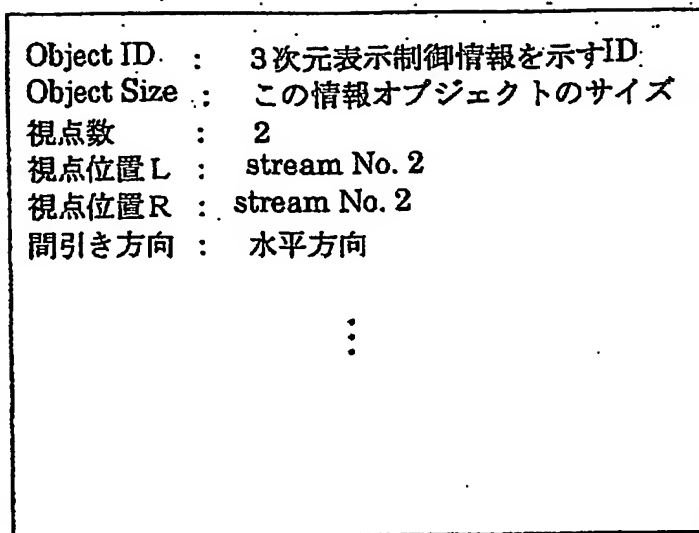 Object ID : 3次元表示制御情報を示すID
Object Size : この情報オブジェクトのサイズ
視点数 : 2
視点位置L : stream No. 2
視点位置R : stream No. 2
間引き方向 : 水平方向
⋮